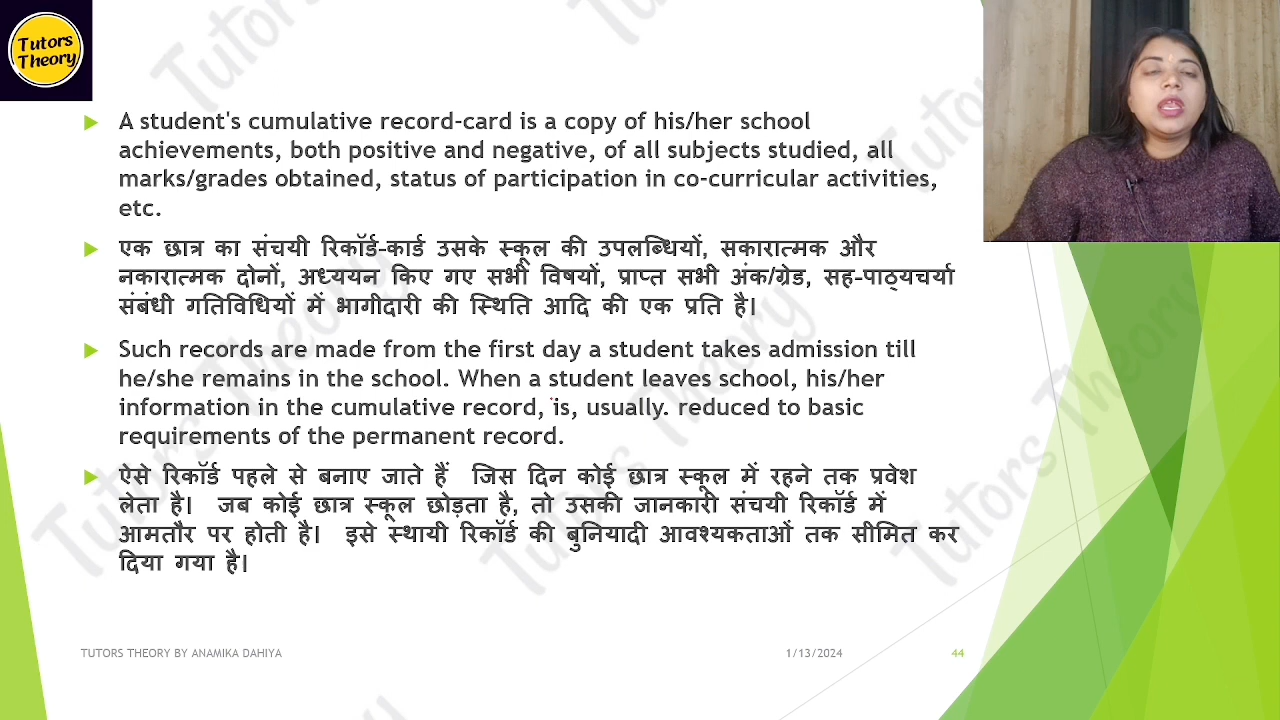 Tutors
Theory
A student's cumulative record-card is a copy of his/her school
achievements, both positive and negative, of all subjects studied, all
marks/grades obtained, status of participation in co-curricular activities,
etc.
एक छात्र का संचयी रिकॉर्ड-कार्ड उसके स्कूल की उपलब्धियों, सकारात्मक और
नकारात्मक दोनों, अध्ययन किए गए सभी विषयों, प्राप्त सभी अंक/ग्रेड, सह-पाठ्यचर्या
संबंधी गतिविधियों में भागीदारी की स्थिति आदि की एक प्रति है।
Such records are made from the first day a student takes admission till
he/she remains in the school. When a student leaves school, his/her
information in the cumulative record, is, usually. reduced to basic
requirements of the permanent record.
ऐसे रिकॉर्ड पहले से बनाए जाते हैं जिस दिन कोई छात्र स्कूल में रहने तक प्रवेश
लेता है। जब कोई छात्र स्कूल छोड़ता है, तो उसकी जानकारी संचयी रिकॉर्ड में
आमतौर पर होती है। इसे स्थायी रिकॉर्ड की बुनियादी आवश्यकताओं तक सीमित कर
दिया गया है।
TUTORS THEORY BY ANAMIKA DAHIYA
1/13/2024
44